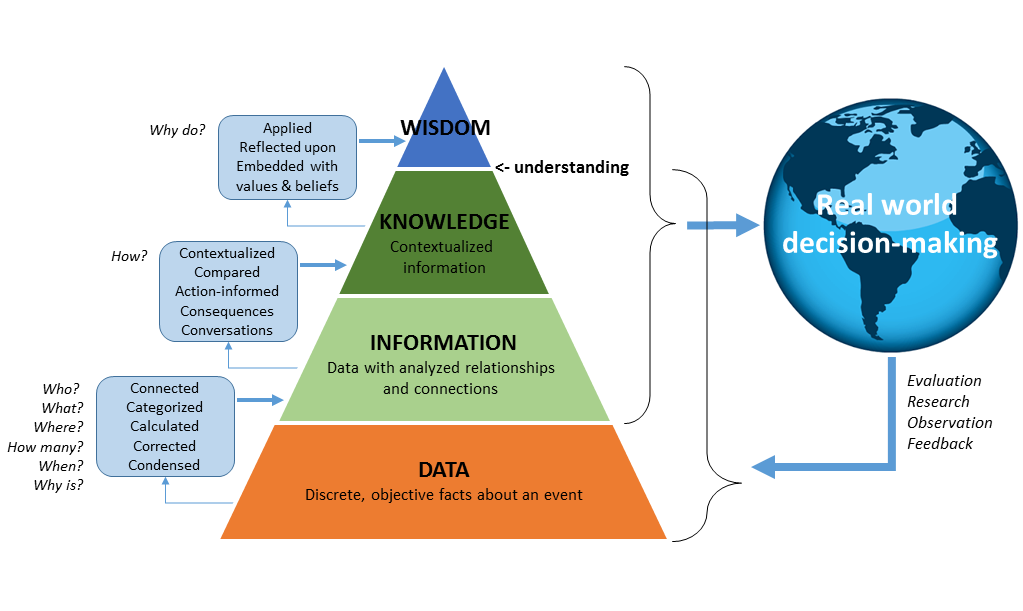 Why do?
Applied
Reflected upon
Embedded with
values & beliefs
WISDOM
<- understanding
How?
Contextualized
Compared
Action-informed
Consequences
Conversations
KNOWLEDGE
Contextualized
information
Who?
What?
Where?
How many?
When?
Why is?
Connected
Categorized
Calculated
Corrected
Condensed
INFORMATION
Data with analyzed relationships
and connections
DATA
Discrete, objective facts about an event
Real world
decision-making
Evaluation
Research
Observation
Feedback